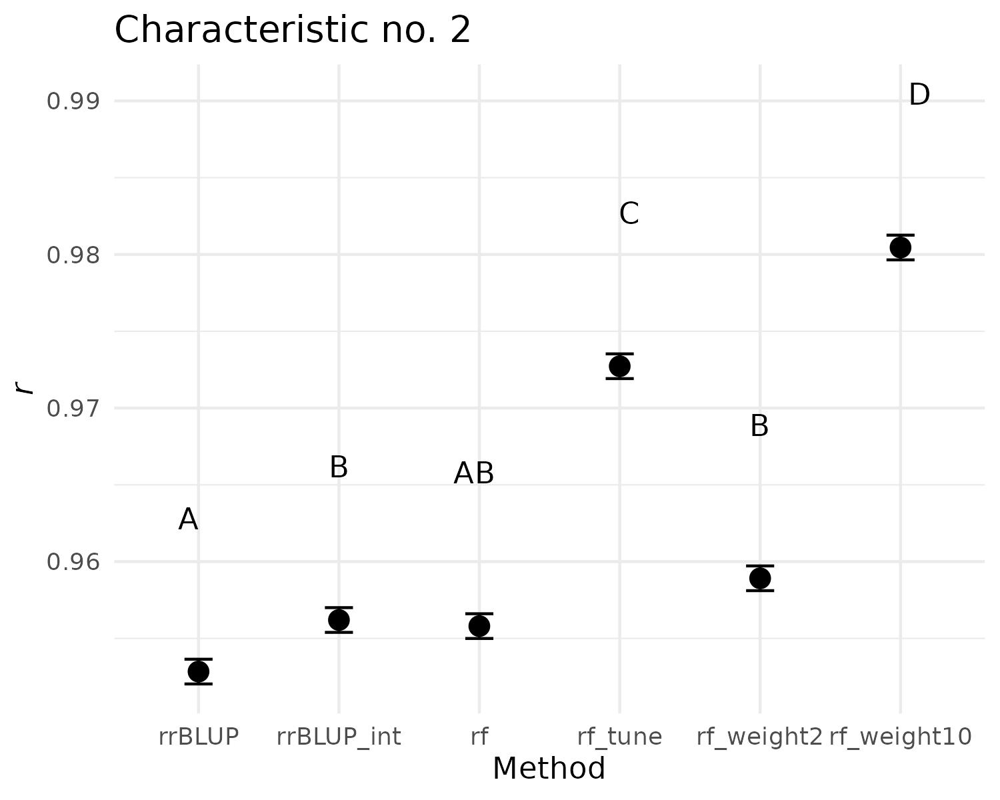 Characteristic no. 2
0.99
0.98
0.97
0.96
r
A
B
AB
C
B
D
rrBLUP
rrBLUP_int
rf
rf_tune
rf_weight2
rf_weight10
Method